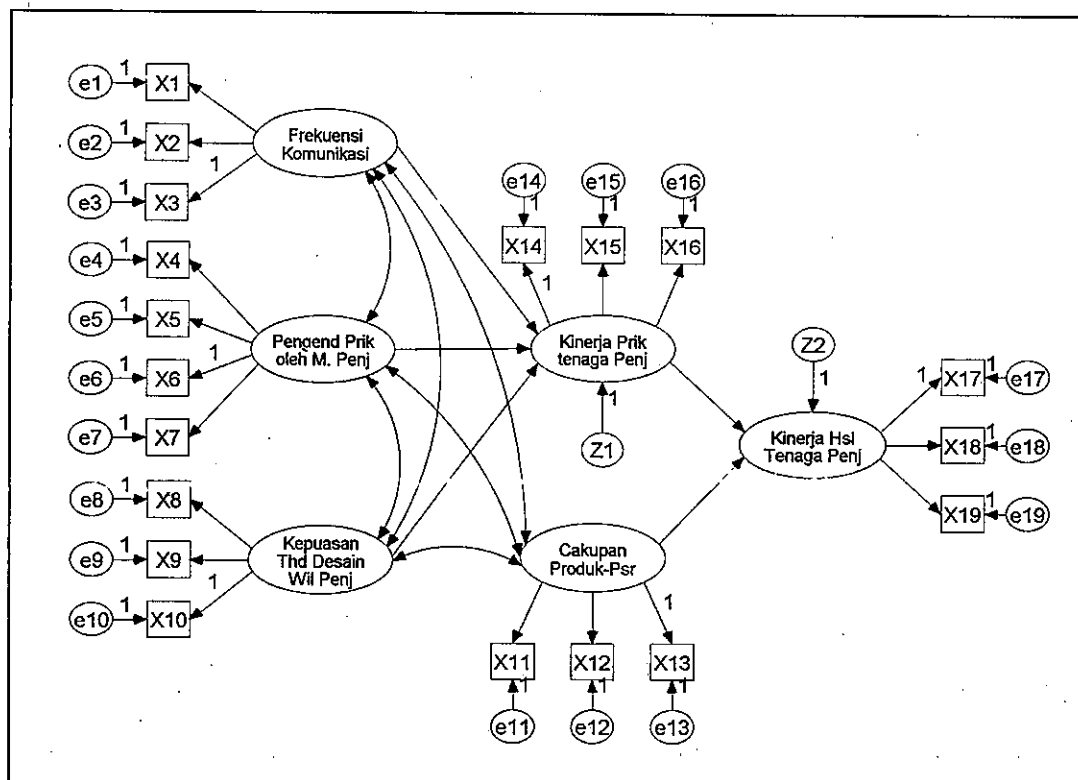 e1 1 X1
e2 1 X2
e3 1 X3 1
Frekuensi
Komunikasi
e4 1 X4
e5 1 X5
e6 1 X6 1
e7 1 X7
Pengend Prik
oleh M. Penj
e8 1 X8
e9 1 X9
e10 1 X10 1
Kepuasan
Thd Desain
Wil Penj
e14 e15 e16
1 1 1
X14 X15 X16
1
Kinerja Prik
tenaga Penj
1
Z1
Z2
1
Kinerja Hsl
Tenaga Penj
1 X17 1 e17
X18 1 e18
X19 1 e19
Cakupan
Produk-Psr
1
X11 X12 X13
1 1 1
e11 e12 e13